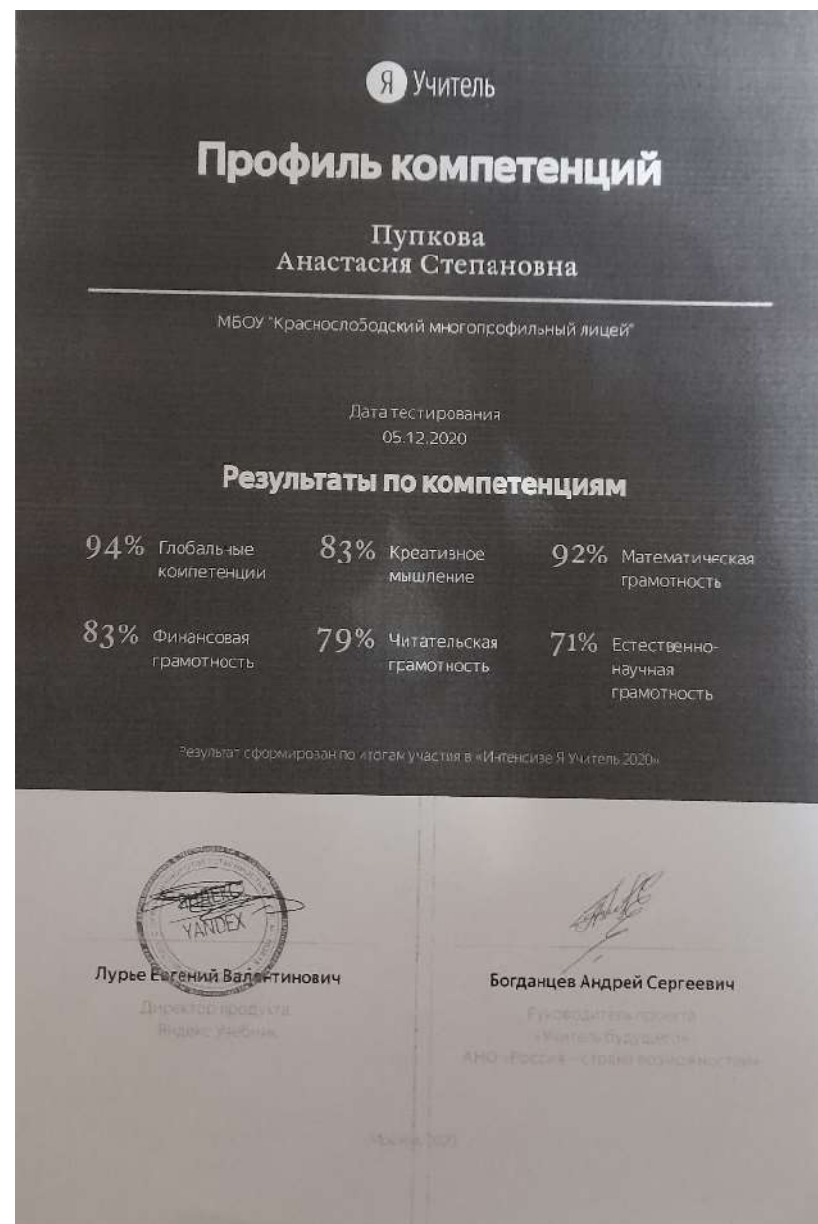 Я Учитель
Профиль компетенций
Пупкова
Анастасия Степановна
МБОУ "Краснослободский многопрофильный лицей"
Дата тестирования
05.12.2020
Результаты по компетенциям
94% Глобальные
компетенции
83% Креативное
мышление
92% Математическая
грамотность
83% Финансовая
грамотность
79% Читательская
грамотность
71% Естественно-
научная
грамотность
Результат сформирован по итогам участия в «Интенсиве Я Учитель 2020»
ЯНДЕКС
YANDEX
Лурье Евгений Валентинович
Директор продукта
Яндекс Учебник
Богданцев Андрей Сергеевич
Руководитель проекта
«Учитель будущего»
АНО «Россия – страна возможностей»
Москва, 2020